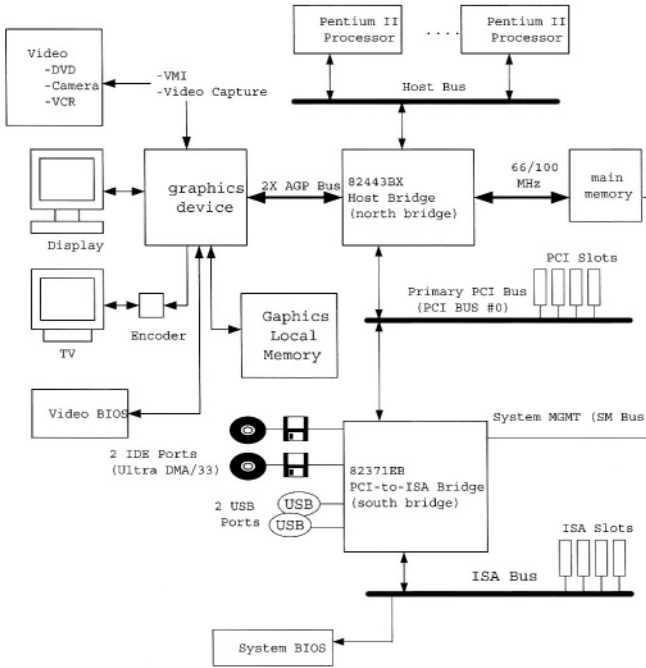 Pentium II
Processor
....
Pentium II
Processor
Host Bus
Video
-DVD
-Camera
-VCR
-VMI
-Video Capture
graphics
device
2X AGP Bus
82443BX
Host Bridge
(north bridge)
66/100
MHz
main
memory
Display
PCI Slots
Primary PCI Bus
(PCI BUS #0)
TV
Encoder
Gaphics
Local
Memory
Video BIOS
System MGMT (SM Bus
2 IDE Ports
(Ultra DMA/33)
82371EB
PCI-to-ISA Bridge
(south bridge)
2 USB
Ports
USB
USB
ISA Slots
ISA Bus
System BIOS